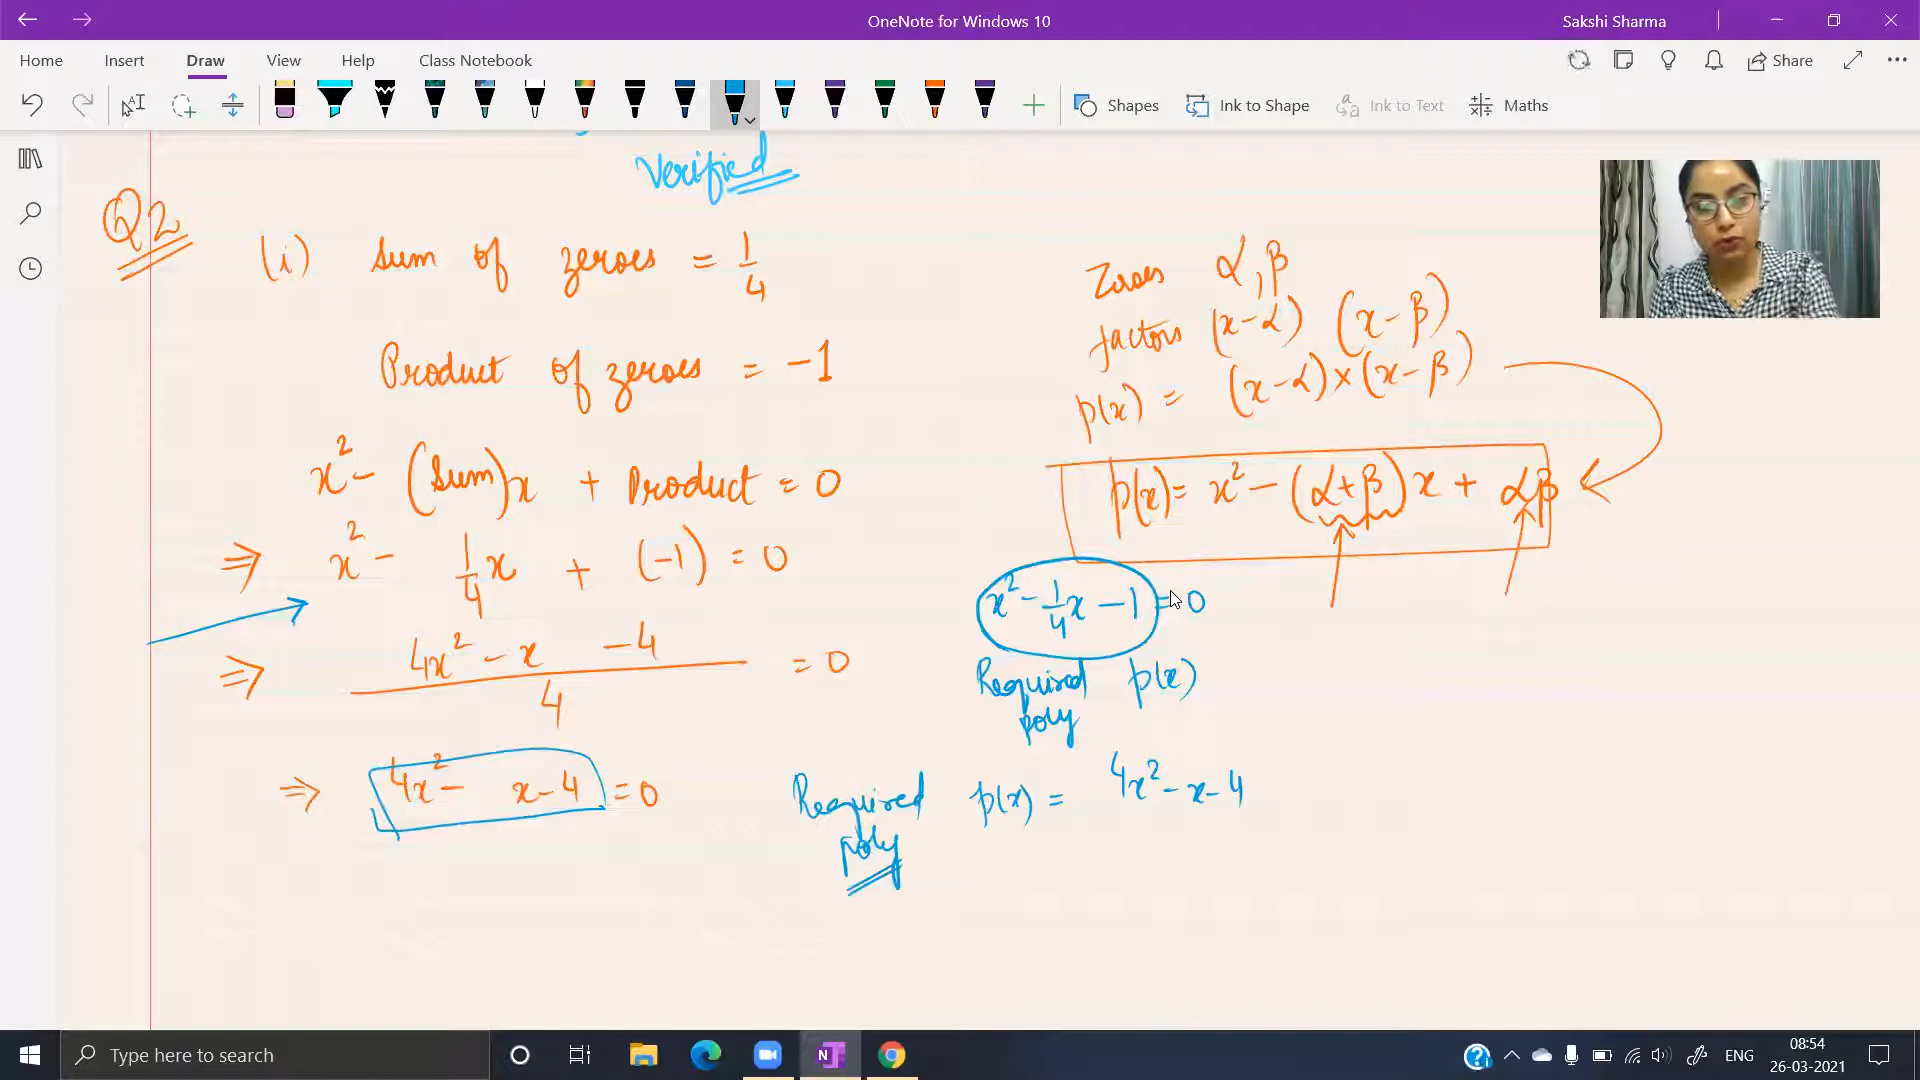 OneNote for Windows 10
Sakshi Sharma
Home Insert Draw View Help Class Notebook
Share
Shapes Ink to Shape Ink to Text Maths
Verified
Q2
(i) Sum of zeroes = 1/4
Product of zeroes = -1
x² - (Sum)x + Product = 0
⇒ x² - 1/4 x + (-1) = 0
⇒ 4x² - x - 4 / 4 = 0
⇒ 4x² - x - 4 = 0
Zeroes α, β
factors (x-α) (x-β)
p(x) = (x-α)×(x-β)
p(x) = x² - (α+β)x + αβ
x² - 1/4 x - 1 = 0
Required p(x)
poly
Required p(x) = 4x² - x - 4
poly
Type here to search
ENG
08:54
26-03-2021